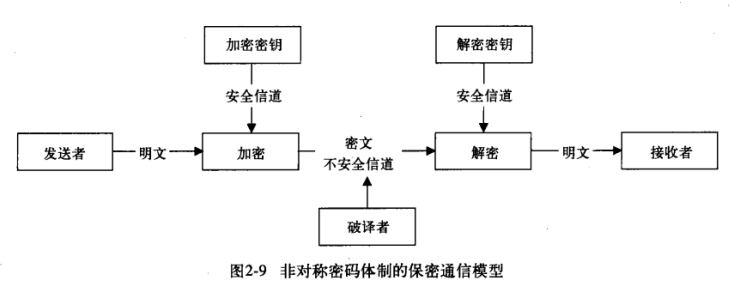 加密密钥
解密密钥
安全信道
安全信道
发送者
明文
加密
密文
不安全信道
解密
明文
接收者
破译者
图2-9 非对称密码体制的保密通信模型